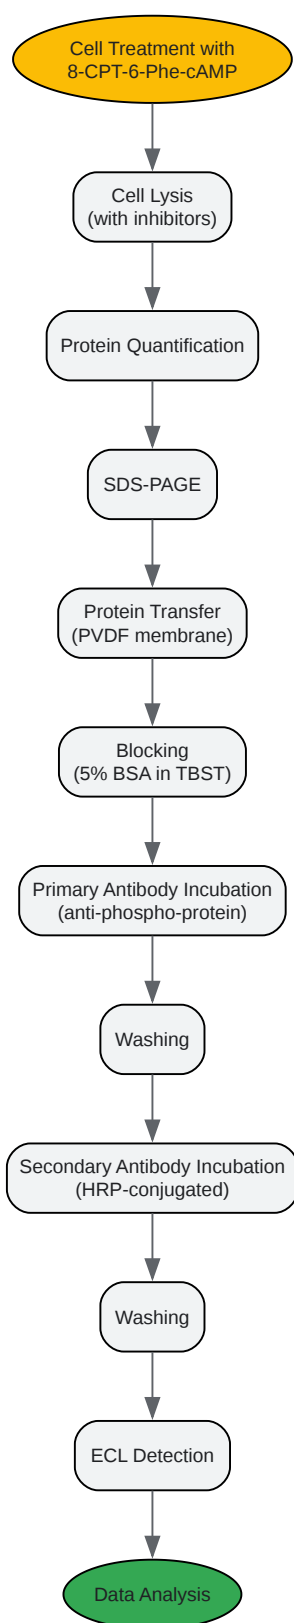 Cell Treatment with
8-CPT-6-Phe-cAMP
Cell Lysis
(with inhibitors)
Protein Quantification
SDS-PAGE
Protein Transfer
(PVDF membrane)
Blocking
(5% BSA in TBST)
Primary Antibody Incubation
(anti-phospho-protein)
Washing
Secondary Antibody Incubation
(HRP-conjugated)
Washing
ECL Detection
Data Analysis